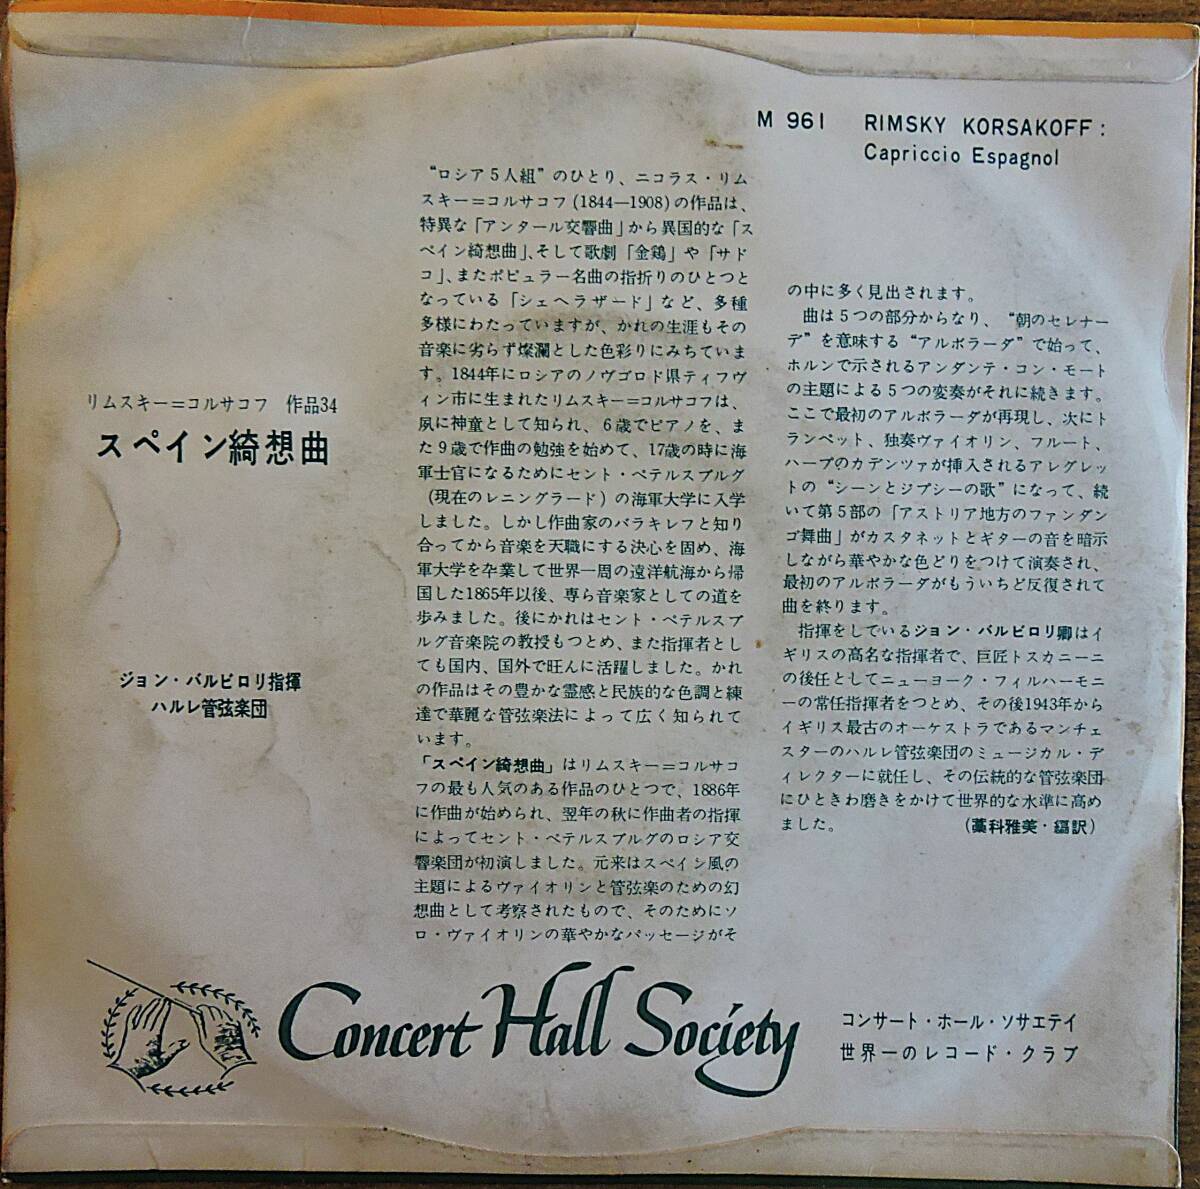 M 961 RIMSKY KORSAKOFF:
Capriccio Espagnol
リムスキー=コルサコフ 作品34
スペイン綺想曲
ジョン・バルビロリ指揮
ハルレ管弦楽団
“ロシア5人組”のひとり、ニコラス・リム
スキー=コルサコフ(1844—1908)の作品は、
特異な「アンタール交響曲」から異国的な「ス
ペイン綺想曲」、そして歌劇「金鶏」や「サド
コ」、またポピュラー名曲の指折りのひとつと
なっている「シェヘラザード」など、多種
多様にわたっていますが、かれの生涯もその
音楽に劣らず燦瀾とした色彩りにみちていま
す。1844年にロシアのノヴゴロド県ティフヴ
ィン市に生まれたリムスキー=コルサコフは、
夙に神童として知られ、6歳でピアノを、ま
た9歳で作曲の勉強を始めて、17歳の時に海
軍士官になるためにセント・ペテルスブルグ
(現在のレニングラード)の海軍大学に入学
しました。しかし作曲家のバラキレフと知り
合ってから音楽を天職にする決心を固め、海
軍大学を卒業して世界一周の遠洋航海から帰
国した1865年以後、専ら音楽家としての道を
歩みました。後にかれはセント・ペテルスブ
ルグ音楽院の教授もつとめ、また指揮者とし
ても国内、国外で旺んに活躍しました。かれ
の作品はその豊かな霊感と民族的な色調と練
達で華麗な管弦楽法によって広く知られて
います。
「スペイン綺想曲」はリムスキー=コルサコ
フの最も人気のある作品のひとつで、1886年
に作曲が始められ、翌年の秋に作曲者の指揮
によってセント・ペテルスブルグのロシア交
響楽団が初演しました。元来はスペイン風の
主題によるヴァイオリンと管弦楽のための幻
想曲として考察されたもので、そのためにソ
ロ・ヴァイオリンの華やかなパッセージがそ
の中に多く見出されます。
曲は5つの部分からなり、“朝のセレナー
デ”を意味する“アルボラーダ”で始って、
ホルンで示されるアンダンテ・コン・モート
の主題による5つの変奏がそれに続きます。
ここで最初のアルボラーダが再現し、次にト
ランペット、独奏ヴァイオリン、フルート、
ハープのカデンツァが挿入されるアレグレッ
トの“シーンとジプシーの歌”になって、続
いて第5部の「アストリア地方のファンダン
ゴ舞曲」がカスタネットとギターの音を暗示
しながら華やかな色どりをつけて演奏され、
最初のアルボラーダがもういちど反復されて
曲を終ります。
指揮をしているジョン・バルビロリ卿はイ
ギリスの高名な指揮者で、巨匠トスカニーニ
の後任としてニューヨーク・フィルハーモニ
ーの常任指揮者をつとめ、その後1943年から
イギリス最古のオーケストラであるマンチェ
スターのハルレ管弦楽団のミュージカル・デ
ィレクターに就任し、その伝統的な管弦楽団
にひときわ磨きをかけて世界的な水準に高め
ました。 (藁科雅美・編訳)
Concert Hall Society
コンサート・ホール・ソサエテイ
世界一のレコード・クラブ